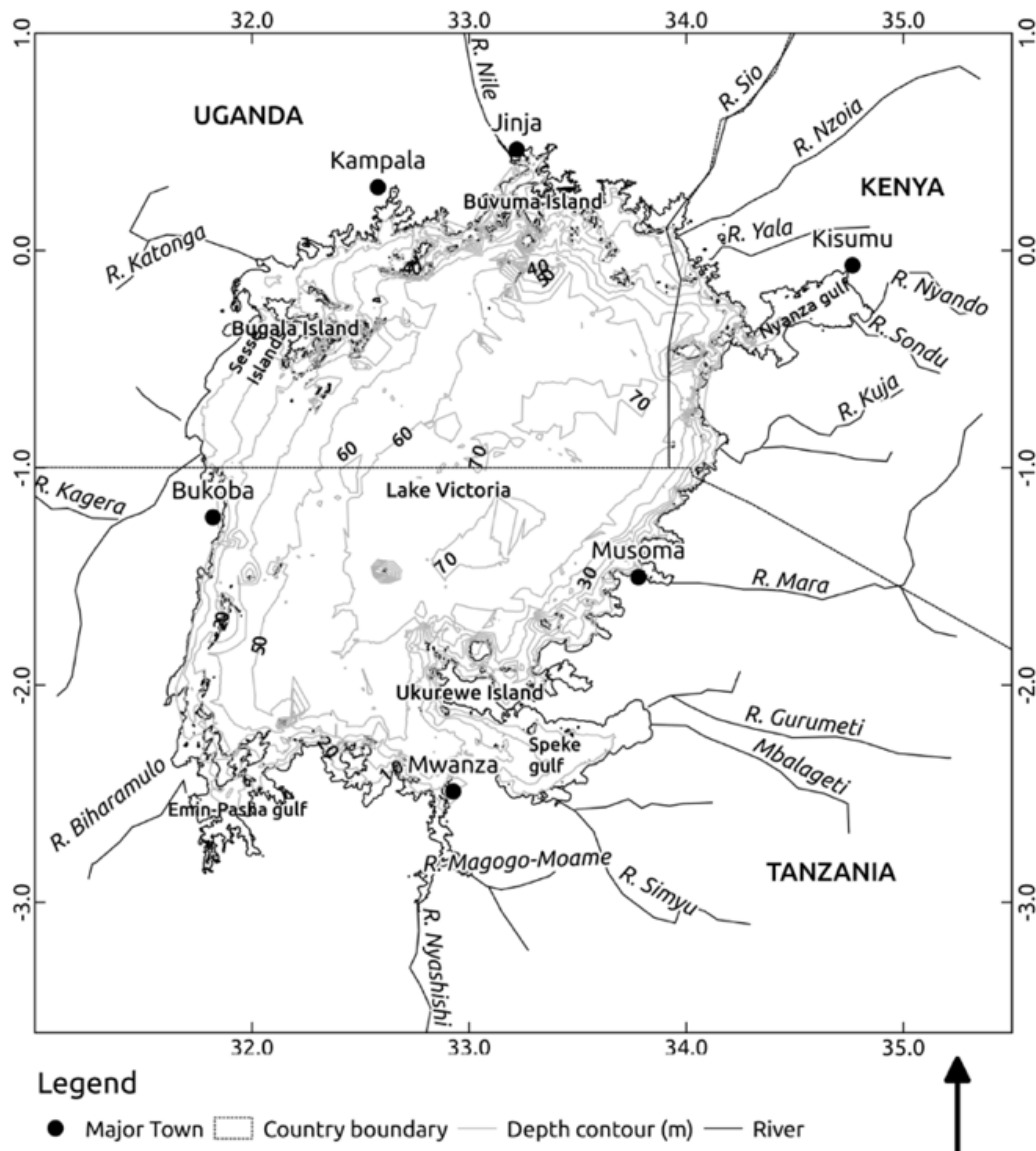 32.0 33.0 34.0 35.0
1.0 1.0
R. Nile
R. Sio
R. Nzoia
UGANDA
Jinja
Kampala
KENYA
Buvuma Island
R. Yala
Kisumu
0.0 0.0
R. Katonga
40
40
50
Nyanza gulf
R. Nyando
Bugala Island
R. Sondu
Sesse
Island
70
R. Kuja
60
60
70
-1.0 -1.0
R. Kagera
Bukoba
Lake Victoria
Musoma
70
30
R. Mara
50
-2.0 -2.0
Ukurewe Island
R. Gurumeti
Speke
gulf
Mbalageti
20
Mwanza
R. Biharamulo
Emin-Pasha gulf
R. Magogo-Moame
TANZANIA
R. Simyu
-3.0 -3.0
R. Nyashishi
32.0 33.0 34.0 35.0
Legend
Major Town Country boundary Depth contour (m) River